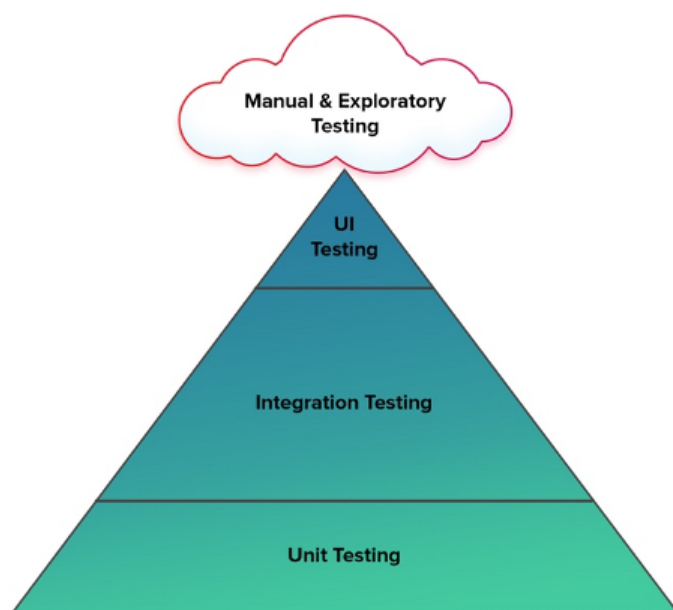 Manual & Exploratory
Testing
UI
Testing
Integration Testing
Unit Testing